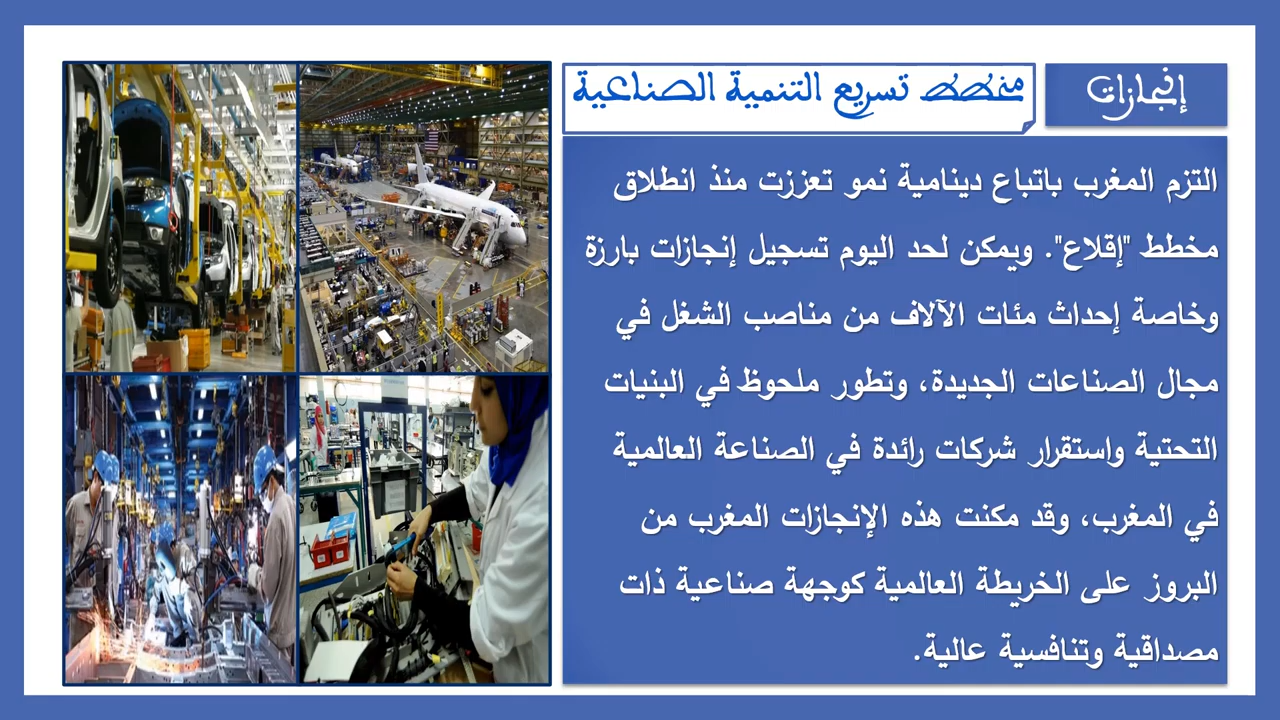 إنجازات
مخطط تسريع التنمية الصناعية
التزم المغرب باتباع دينامية نمو تعززت منذ انطلاق
مخطط "إقلاع". ويمكن لحد اليوم تسجيل إنجازات بارزة
وخاصة إحداث مئات الآلاف من مناصب الشغل في
مجال الصناعات الجديدة، وتطور ملحوظ في البنيات
التحتية واستقرار شركات رائدة في الصناعة العالمية
في المغرب، وقد مكنت هذه الإنجازات المغرب من
البروز على الخريطة العالمية كوجهة صناعية ذات
مصداقية وتنافسية عالية.